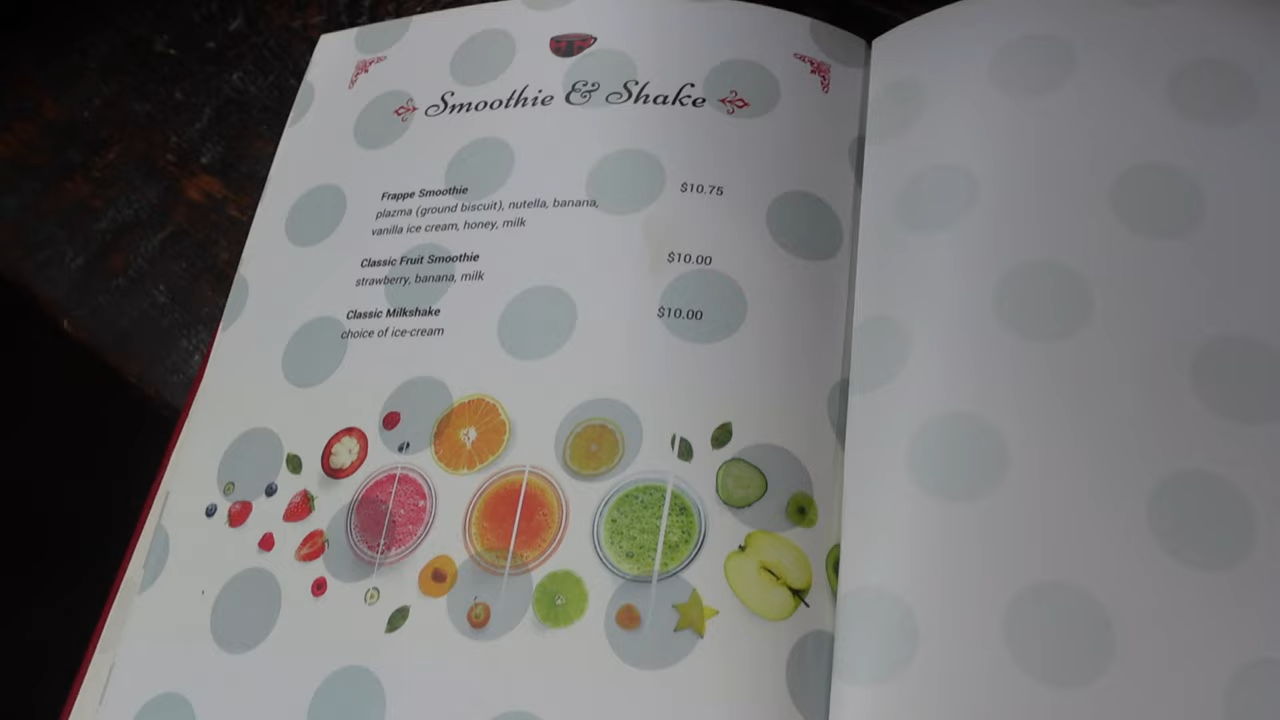 Smoothie & Shake
Frappe Smoothie $10.75
plazma (ground biscuit), nutella, banana,
vanilla ice cream, honey, milk
Classic Fruit Smoothie $10.00
strawberry, banana, milk
Classic Milkshake $10.00
choice of ice-cream